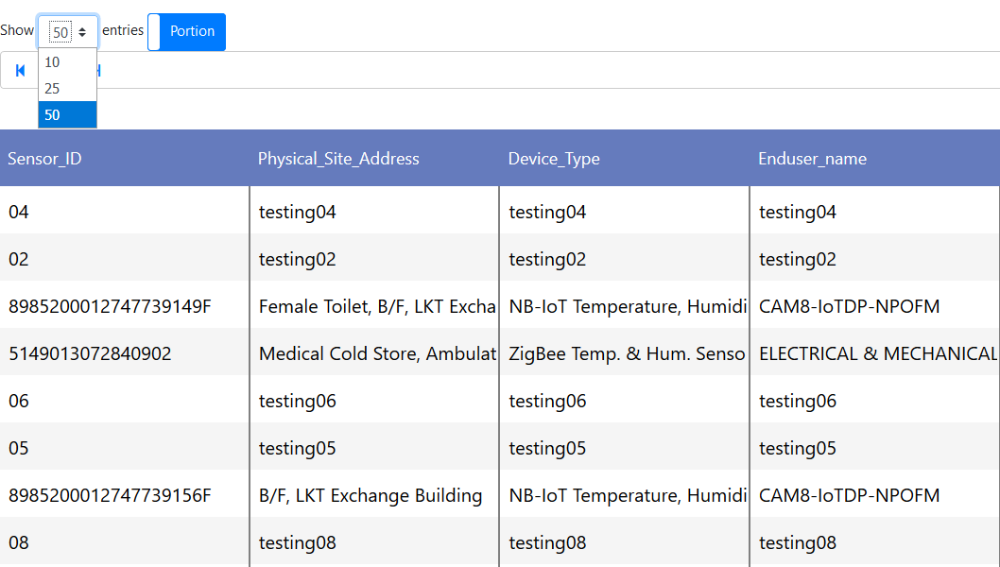 Show 50 entries Portion
10
25
50
Sensor_ID Physical_Site_Address Device_Type Enduser_name
04 testing04 testing04 testing04
02 testing02 testing02 testing02
8985200012747739149F Female Toilet, B/F, LKT Excha NB-IoT Temperature, Humidi CAM8-IoTDP-NPOFM
5149013072840902 Medical Cold Store, Ambulat ZigBee Temp. & Hum. Senso ELECTRICAL & MECHANICAL
06 testing06 testing06 testing06
05 testing05 testing05 testing05
8985200012747739156F B/F, LKT Exchange Building NB-IoT Temperature, Humidi CAM8-IoTDP-NPOFM
08 testing08 testing08 testing08